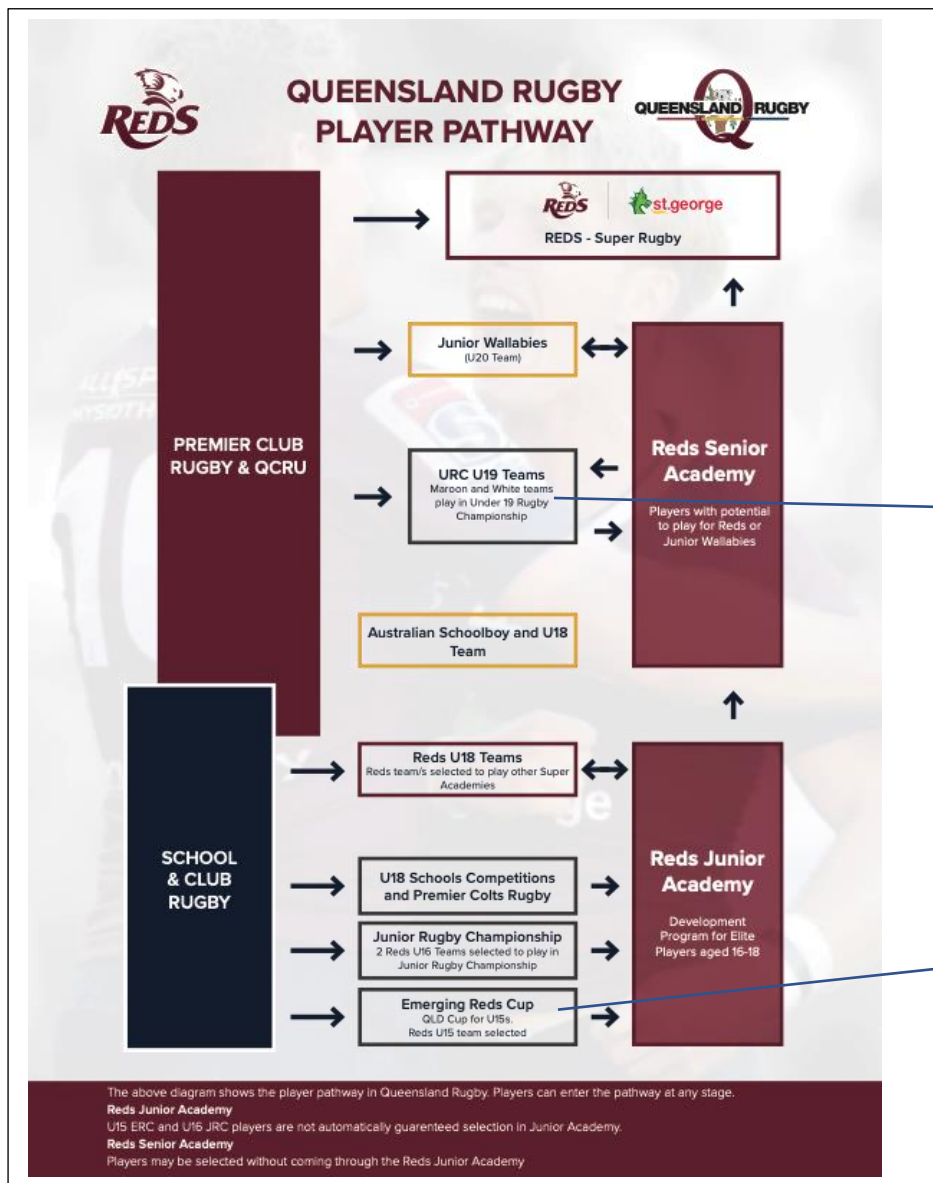 REDS
QUEENSLAND RUGBY
PLAYER PATHWAY
QUEENSLAND RUGBY
REDS
st.george
REDS - Super Rugby
Junior Wallabies
(U20 Team)
PREMIER CLUB
RUGBY & QCRU
URC U19 Teams
Maroon and White teams
play in Under 19 Rugby
Championship
Reds Senior
Academy
Players with potential
to play for Reds or
Junior Wallabies
Australian Schoolboy and U18
Team
Reds U18 Teams
Reds team/s selected to play other Super
Academies
SCHOOL
& CLUB
RUGBY
U18 Schools Competitions
and Premier Colts Rugby
Junior Rugby Championship
2 Reds U16 Teams selected to play in
Junior Rugby Championship
Emerging Reds Cup
QLD Cup for U15s.
Reds U15 team selected
Reds Junior
Academy
Development
Program for Elite
Players aged 16-18
The above diagram shows the player pathway in Queensland Rugby. Players can enter the pathway at any stage.
Reds Junior Academy
U15 ERC and U16 JRC players are not automatically guarenteed selection in Junior Academy.
Reds Senior Academy
Players may be selected without coming through the Reds Junior Academy